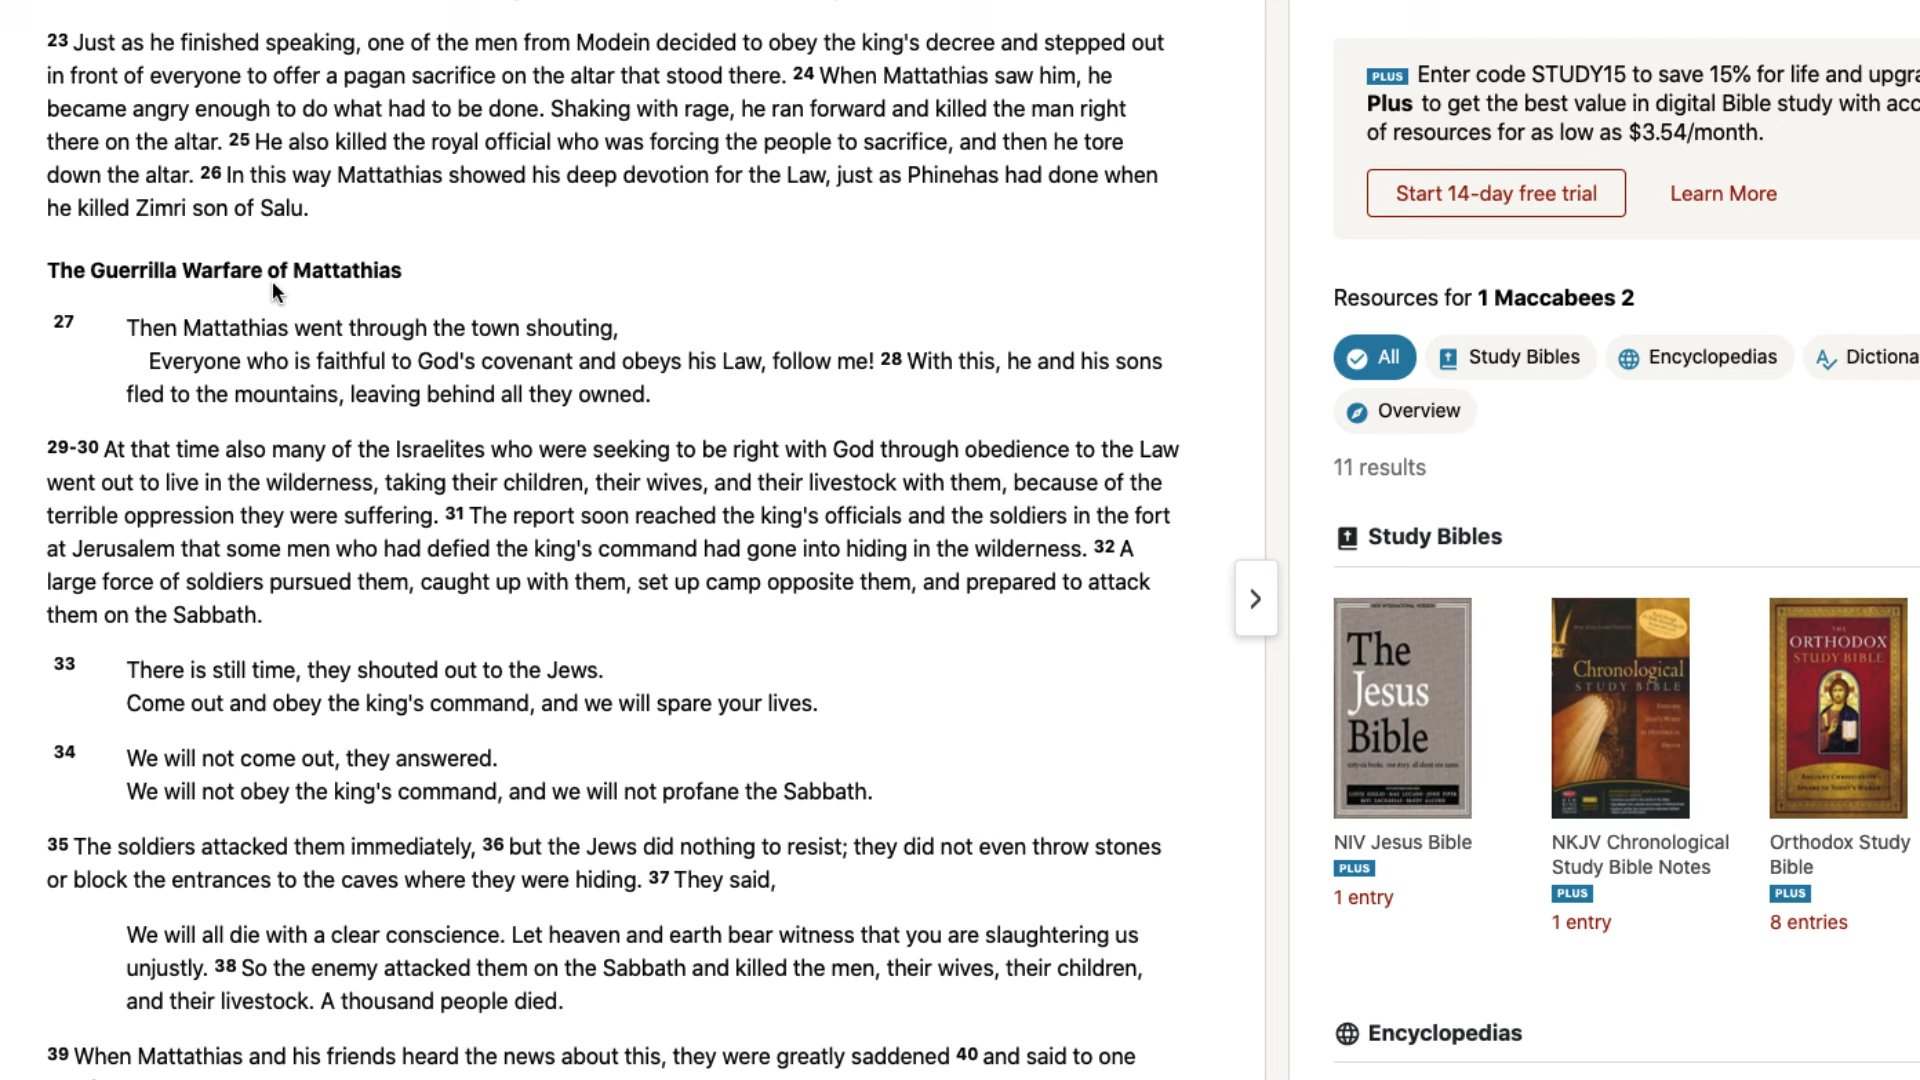 23 Just as he finished speaking, one of the men from Modein decided to obey the king's decree and stepped out
in front of everyone to offer a pagan sacrifice on the altar that stood there. 24 When Mattathias saw him, he
became angry enough to do what had to be done. Shaking with rage, he ran forward and killed the man right
there on the altar. 25 He also killed the royal official who was forcing the people to sacrifice, and then he tore
down the altar. 26 In this way Mattathias showed his deep devotion for the Law, just as Phinehas had done when
he killed Zimri son of Salu.
The Guerrilla Warfare of Mattathias
27 Then Mattathias went through the town shouting,
Everyone who is faithful to God's covenant and obeys his Law, follow me! 28 With this, he and his sons
fled to the mountains, leaving behind all they owned.
29-30 At that time also many of the Israelites who were seeking to be right with God through obedience to the Law
went out to live in the wilderness, taking their children, their wives, and their livestock with them, because of the
terrible oppression they were suffering. 31 The report soon reached the king's officials and the soldiers in the fort
at Jerusalem that some men who had defied the king's command had gone into hiding in the wilderness. 32 A
large force of soldiers pursued them, caught up with them, set up camp opposite them, and prepared to attack
them on the Sabbath.
33 There is still time, they shouted out to the Jews.
Come out and obey the king's command, and we will spare your lives.
34 We will not come out, they answered.
We will not obey the king's command, and we will not profane the Sabbath.
35 The soldiers attacked them immediately, 36 but the Jews did nothing to resist; they did not even throw stones
or block the entrances to the caves where they were hiding. 37 They said,
We will all die with a clear conscience. Let heaven and earth bear witness that you are slaughtering us
unjustly. 38 So the enemy attacked them on the Sabbath and killed the men, their wives, their children,
and their livestock. A thousand people died.
39 When Mattathias and his friends heard the news about this, they were greatly saddened 40 and said to one
PLUS Enter code STUDY15 to save 15% for life and upgra
Plus to get the best value in digital Bible study with acc
of resources for as low as $3.54/month.
Start 14-day free trial
Learn More
Resources for 1 Maccabees 2
All
Study Bibles
Encyclopedias
Dictiona
Overview
11 results
Study Bibles
NEW INTERNATIONAL VERSION
The
Jesus
Bible
Chronological
STUDY BIBLE
THE
ORTHODOX
STUDY BIBLE
ANCIENT CHRISTIANITY
SPEAKS TO TODAY'S WORLD
NIV Jesus Bible
PLUS
1 entry
NKJV Chronological
Study Bible Notes
PLUS
1 entry
Orthodox Study
Bible
PLUS
8 entries
Encyclopedias